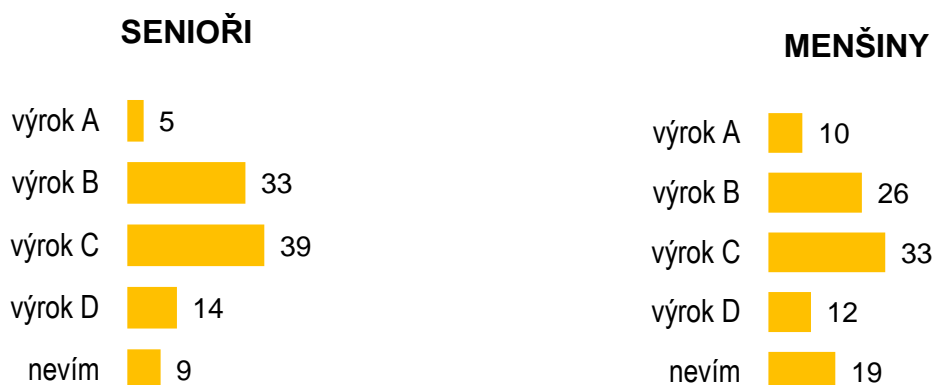 SENIOŘI
výrok A 5
výrok B 33
výrok C 39
výrok D 14
nevím 9
MENŠINY
výrok A 10
výrok B 26
výrok C 33
výrok D 12
nevím 19